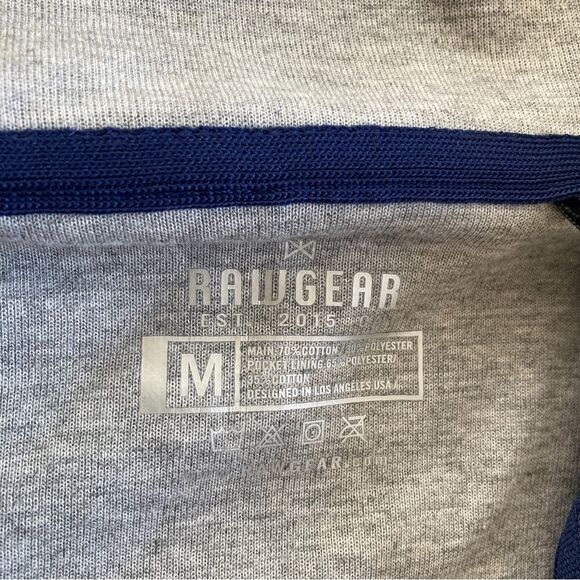 RAWGEAR
EST. 2015
M
MAIN: 70%COTTON/30%POLYESTER
POCKET LINING:65%POLYESTER/
35%COTTON
DESIGNED IN LOS ANGELES USA /
RAWGEAR